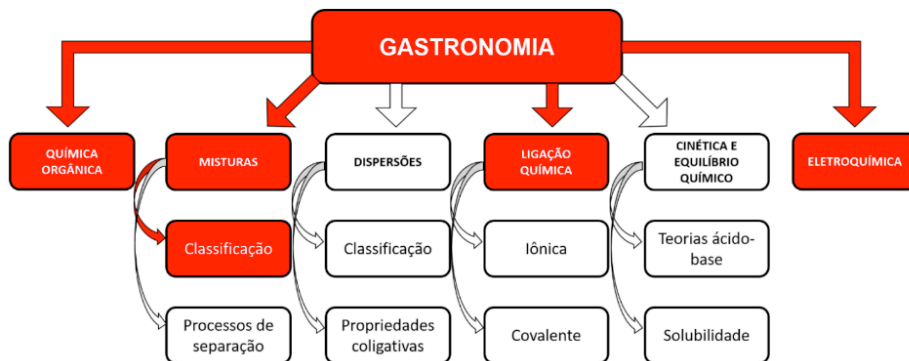 GASTRONOMIA
QUÍMICA
ORGÂNICA
MISTURAS
DISPERSÕES
LIGAÇÃO
QUÍMICA
CINÉTICA E
EQUILÍBRIO
QUÍMICO
ELETROQUÍMICA
Classificação
Classificação
Iônica
Teorias ácido-
base
Processos de
separação
Propriedades
coligativas
Covalente
Solubilidade